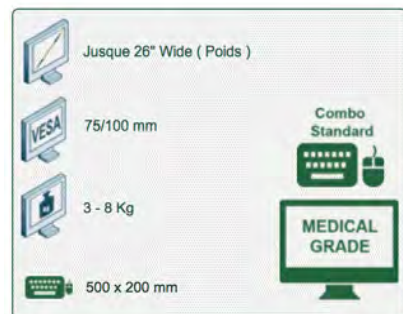 Jusque 26" Wide ( Poids )
VESA
75/100 mm
3 - 8 Kg
500 x 200 mm
Combo
Standard
MEDICAL
GRADE